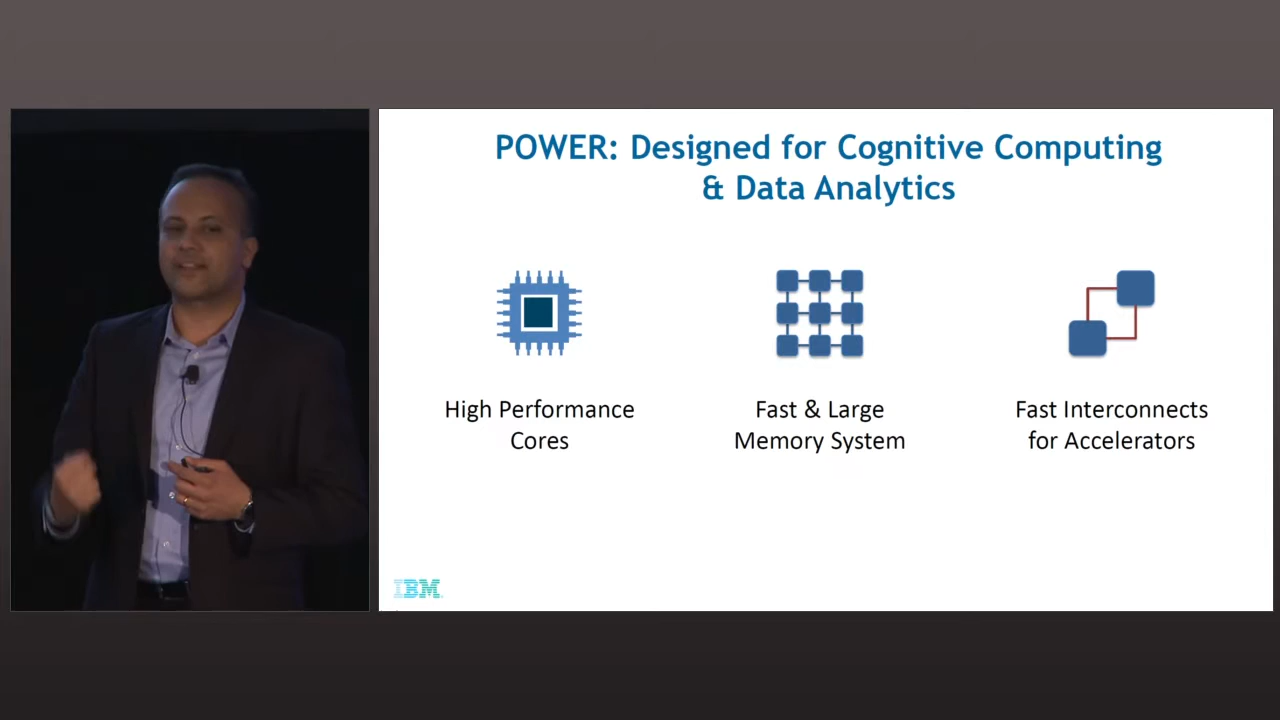 POWER: Designed for Cognitive Computing
& Data Analytics
High Performance
Cores
Fast & Large
Memory System
Fast Interconnects
for Accelerators
IBM